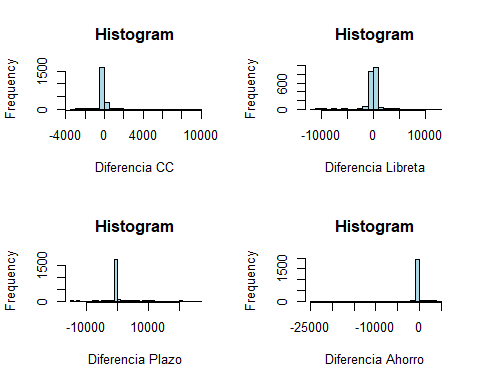 Histogram
Frequency
0 1500
-4000 0 4000 10000
Diferencia CC
Histogram
Frequency
0 600
-10000 0 10000
Diferencia Libreta
Histogram
Frequency
0 1500
-10000 10000
Diferencia Plazo
Histogram
Frequency
0 1500
-25000 -10000 0
Diferencia Ahorro